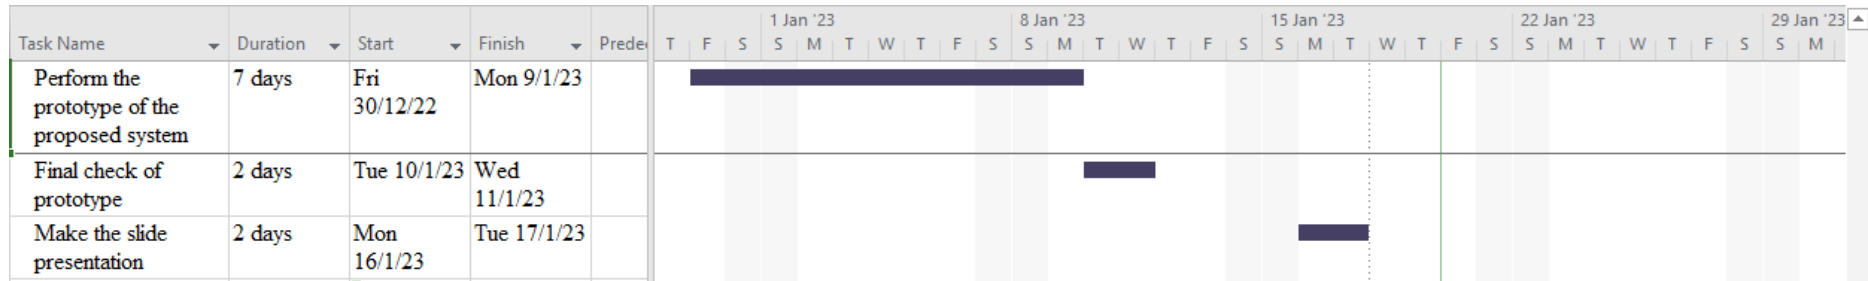 1 Jan '23 8 Jan '23 15 Jan '23 22 Jan '23 29 Jan '23
Task Name Duration Start Finish Prede T F S S M T W T F S S M T W T F S S M T W T F S S M T W T F S S M
Perform the 7 days Fri Mon 9/1/23
prototype of the 30/12/22
proposed system
Final check of 2 days Tue 10/1/23 Wed
prototype 11/1/23
Make the slide 2 days Mon Tue 17/1/23
presentation 16/1/23